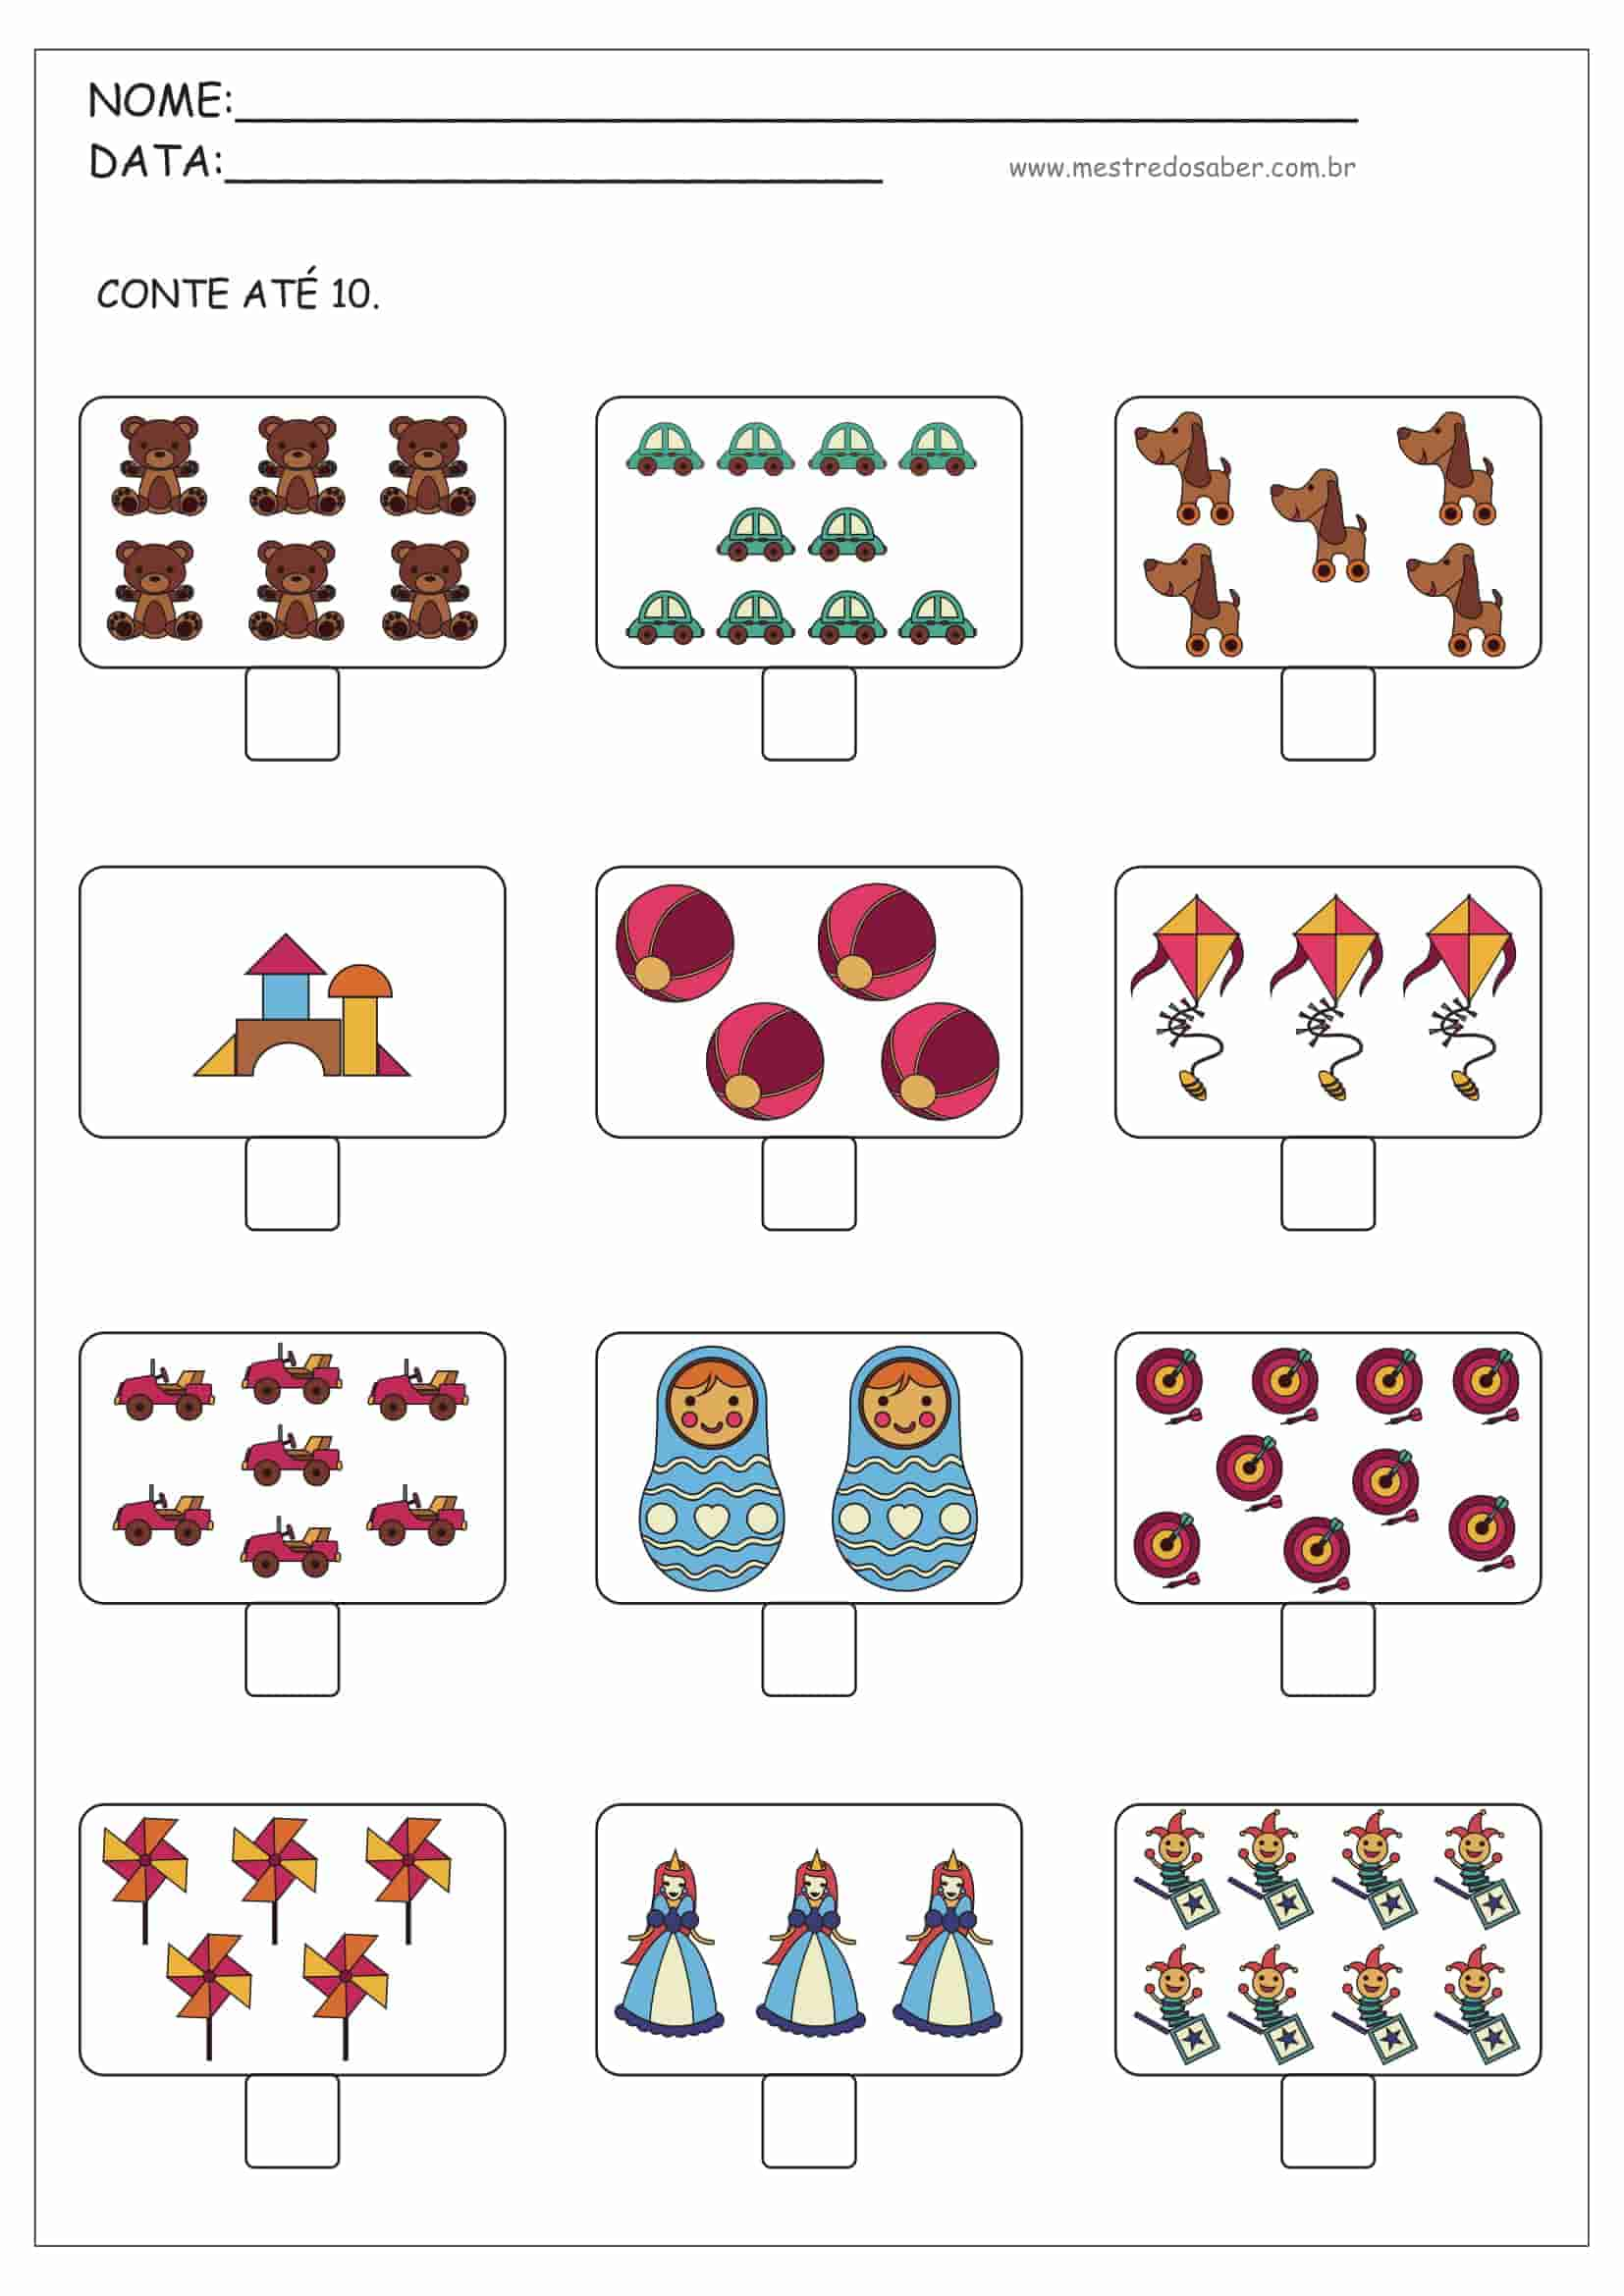 NOME:
DATA:
www.mestredosaber.com.br
CONTE ATÉ 10.